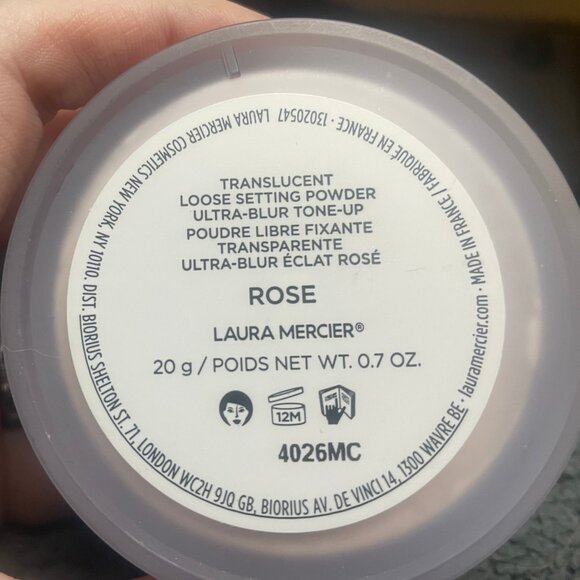 TRANSLUCENT
LOOSE SETTING POWDER
ULTRA-BLUR TONE-UP
POUDRE LIBRE FIXANTE
TRANSPARENTE
ULTRA-BLUR ÉCLAT ROSÉ
ROSE
LAURA MERCIER®
20 g / POIDS NET WT. 0.7 OZ.
12M
4026MC
LAURA MERCIER COSMETICS NEW YORK, NY 10110. DIST. BIORIUS SHELTON ST. 71, LONDON WC2H 9JQ GB, BIORIUS AV. DE VINCI 14, 1300 WAVRE BE · lauramercier.com · MADE IN FRANCE / FABRIQUÉ EN FRANCE · 13020547